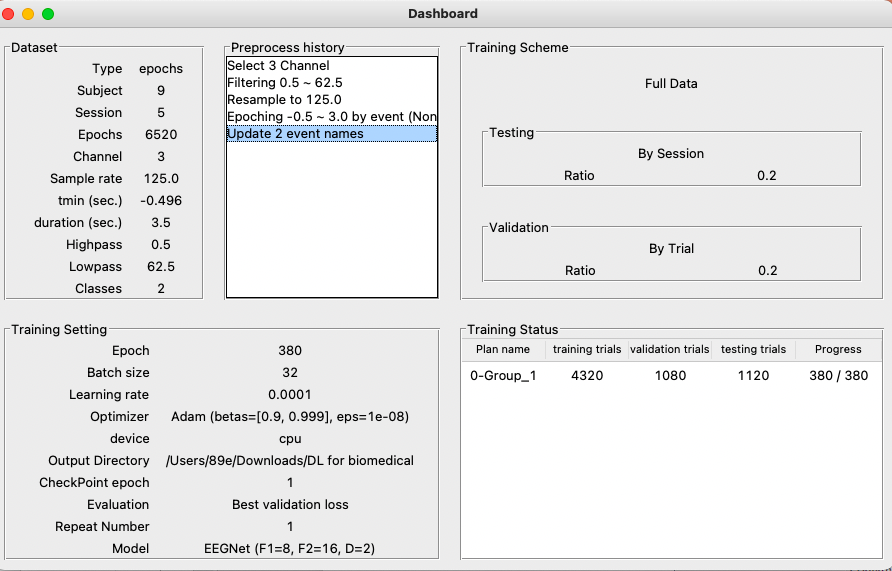 Dashboard
Dataset
Type epochs
Subject 9
Session 5
Epochs 6520
Channel 3
Sample rate 125.0
tmin (sec.) -0.496
duration (sec.) 3.5
Highpass 0.5
Lowpass 62.5
Classes 2
Preprocess history
Select 3 Channel
Filtering 0.5 ~ 62.5
Resample to 125.0
Epoching -0.5 ~ 3.0 by event (Non
Update 2 event names
Training Scheme
Full Data
Testing
By Session
Ratio 0.2
Validation
By Trial
Ratio 0.2
Training Setting
Epoch 380
Batch size 32
Learning rate 0.0001
Optimizer Adam (betas=[0.9, 0.999], eps=1e-08)
device cpu
Output Directory /Users/89e/Downloads/DL for biomedical
CheckPoint epoch 1
Evaluation Best validation loss
Repeat Number 1
Model EEGNet (F1=8, F2=16, D=2)
Training Status
Plan name training trials validation trials testing trials Progress
0-Group_1 4320 1080 1120 380 / 380